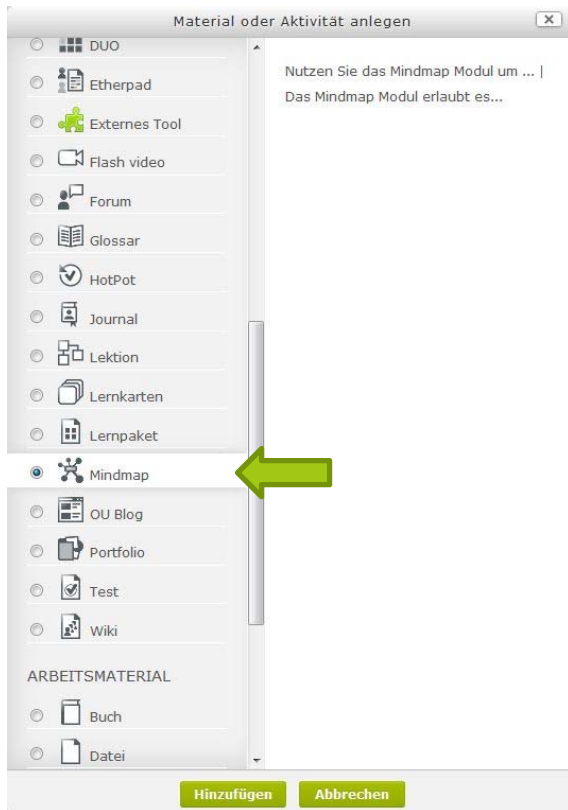 Material oder Aktivität anlegen
DUO
Etherpad
Externes Tool
Flash video
Forum
Glossar
HotPot
Journal
Lektion
Lernkarten
Lernpaket
Mindmap
OU Blog
Portfolio
Test
Wiki
ARBEITSMATERIAL
Buch
Datei
Nutzen Sie das Mindmap Modul um ... |
Das Mindmap Modul erlaubt es...
Hinzufügen
Abbrechen